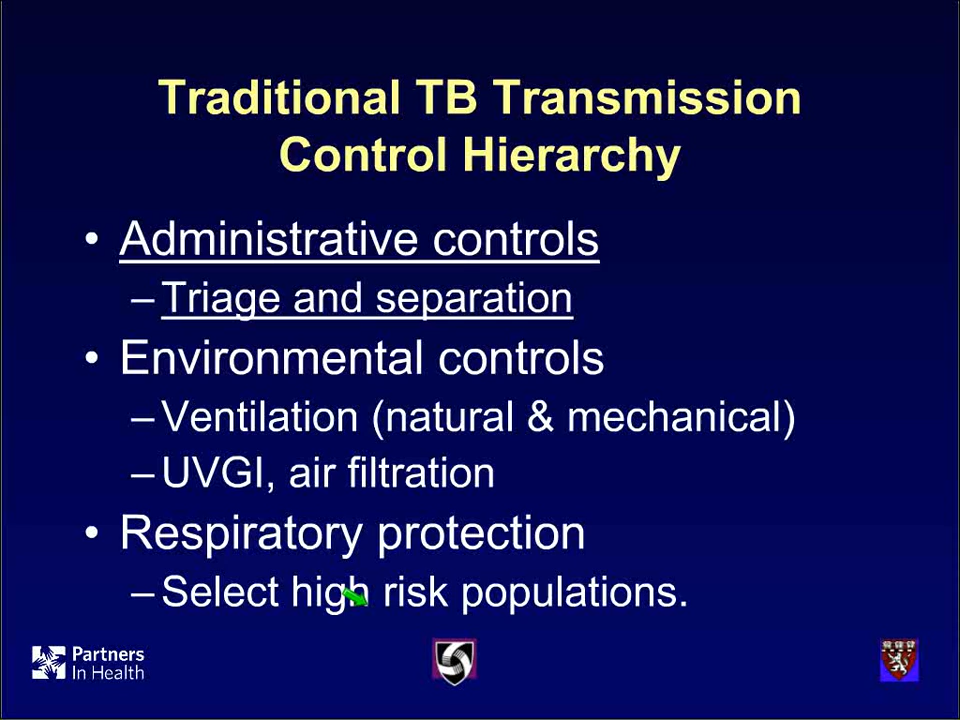 Traditional TB Transmission
Control Hierarchy
• Administrative controls
– Triage and separation
• Environmental controls
– Ventilation (natural & mechanical)
– UVGI, air filtration
• Respiratory protection
– Select high risk populations.
Partners
In Health